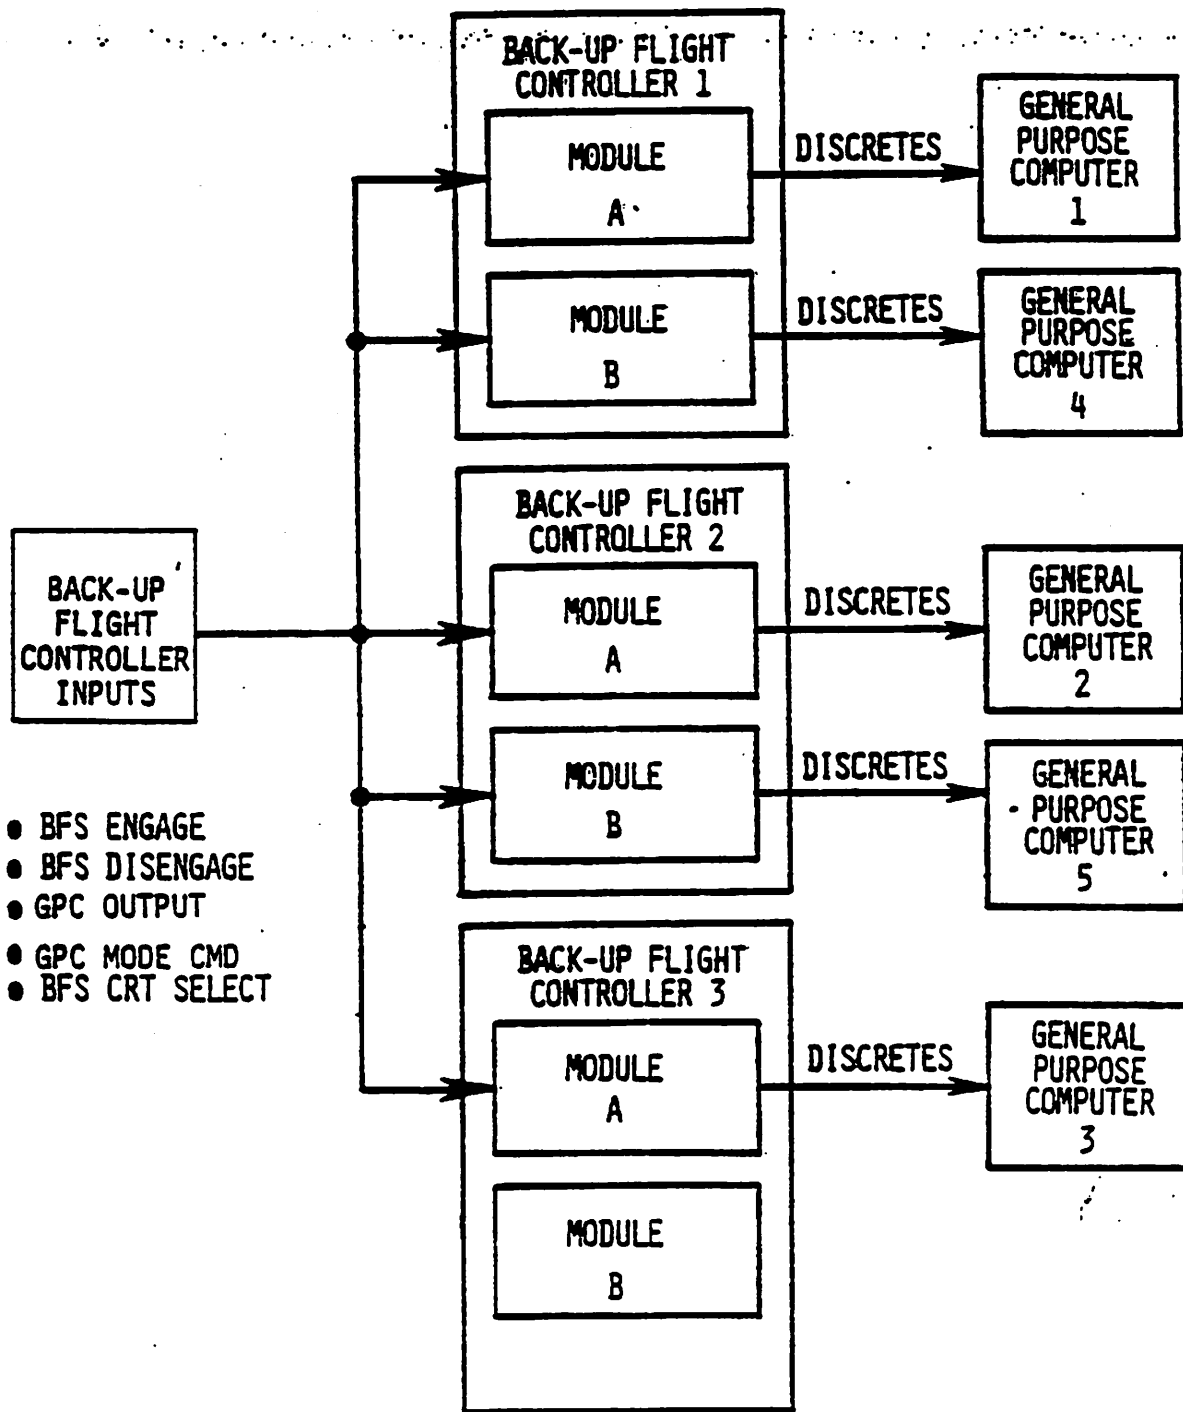 BACK-UP FLIGHT
CONTROLLER 1
MODULE
A
DISCRETES
GENERAL
PURPOSE
COMPUTER
1
MODULE
B
DISCRETES
GENERAL
PURPOSE
COMPUTER
4
BACK-UP
FLIGHT
CONTROLLER
INPUTS
BACK-UP FLIGHT
CONTROLLER 2
MODULE
A
DISCRETES
GENERAL
PURPOSE
COMPUTER
2
MODULE
B
DISCRETES
GENERAL
PURPOSE
COMPUTER
5
● BFS ENGAGE
● BFS DISENGAGE
● GPC OUTPUT
● GPC MODE CMD
● BFS CRT SELECT
BACK-UP FLIGHT
CONTROLLER 3
MODULE
A
DISCRETES
GENERAL
PURPOSE
COMPUTER
3
MODULE
B